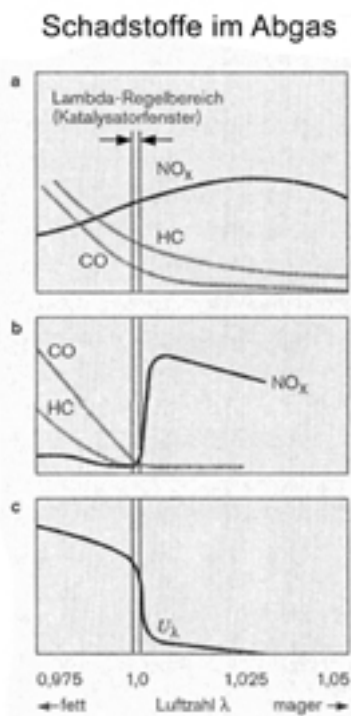 Schadstoffe im Abgas
a
Lambda-Regelbereich
(Katalysatorfenster)
NOX
HC
CO
b
CO
HC
NOX
c
Uλ
0,975 1,0 1,025 1,05
fett Luftzahl λ mager